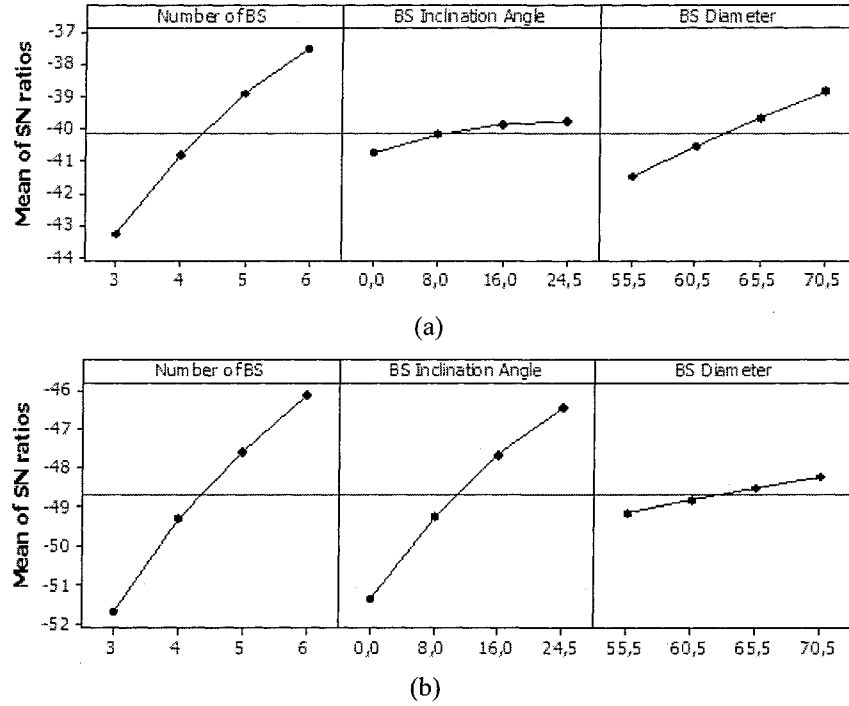 Number of BS BS Inclination Angle BS Diameter
Mean of SN ratios
-37
-38
-39
-40
-41
-42
-43
-44
3 4 5 6 0,0 8,0 16,0 24,5 55,5 60,5 65,5 70,5
(a)
Number of BS BS Inclination Angle BS Diameter
Mean of SN ratios
-46
-47
-48
-49
-50
-51
-52
3 4 5 6 0,0 8,0 16,0 24,5 55,5 60,5 65,5 70,5
(b)